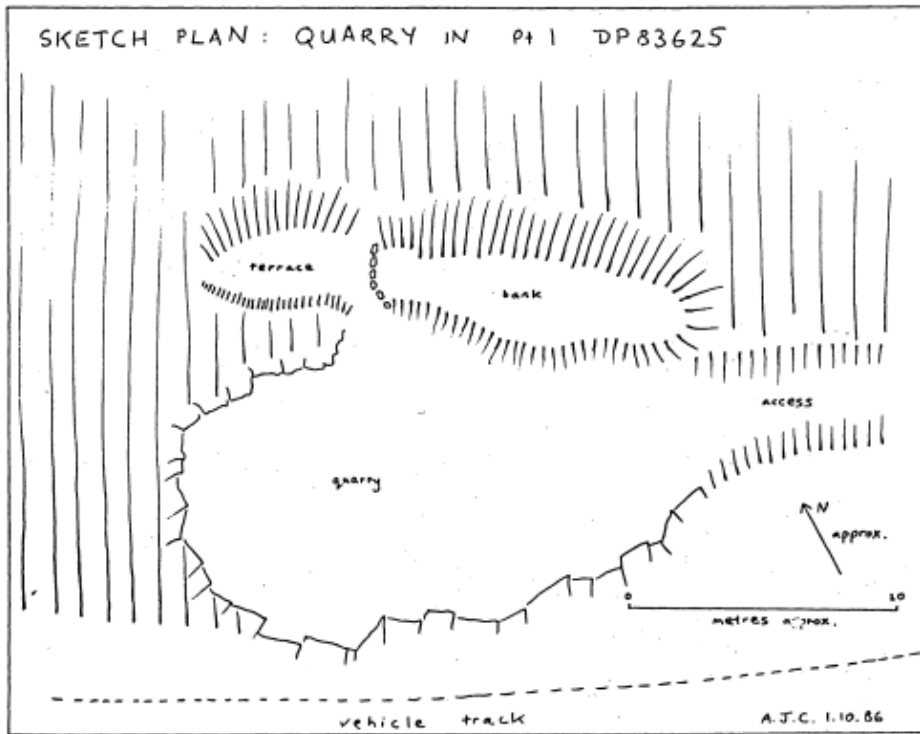 SKETCH PLAN: QUARRY IN Pt 1 DP83625
terrace
bank
access
quarry
N
approx.
0 10
metres approx.
vehicle track
A.J.C. 1.10.86